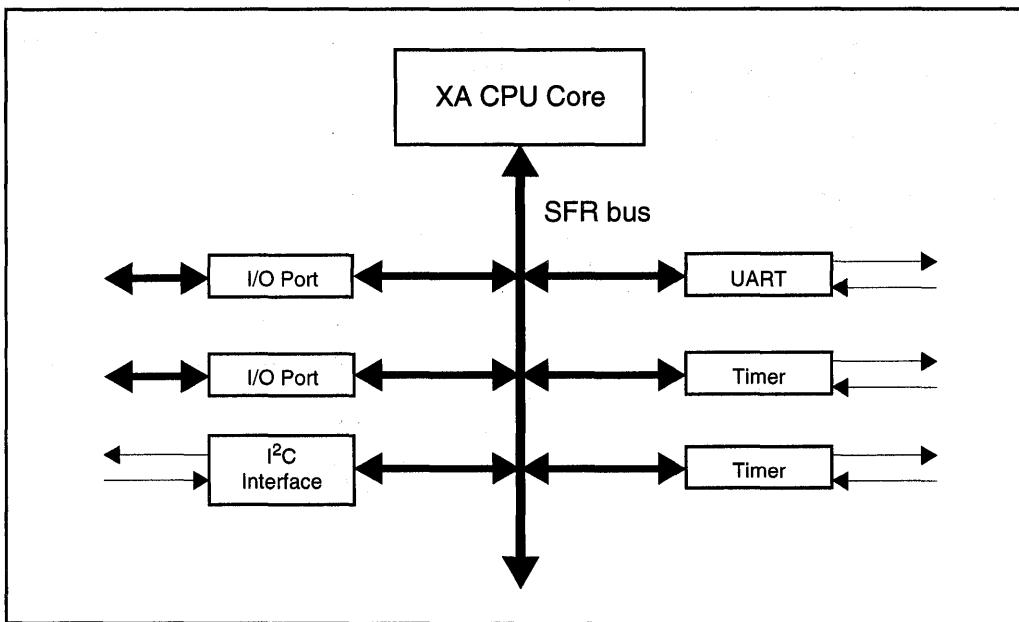 XA CPU Core
SFR bus
I/O Port
UART
I/O Port
Timer
I²C
Interface
Timer